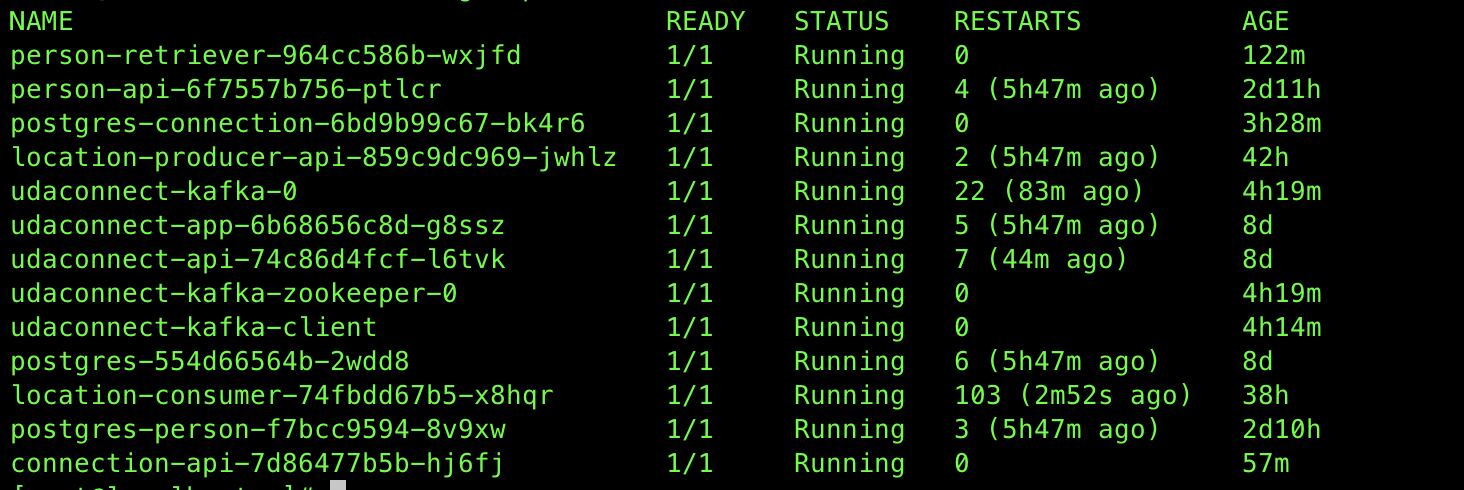 NAME READY STATUS RESTARTS AGE
person-retriever-964cc586b-wxjfd 1/1 Running 0 122m
person-api-6f7557b756-ptlcr 1/1 Running 4 (5h47m ago) 2d11h
postgres-connection-6bd9b99c67-bk4r6 1/1 Running 0 3h28m
location-producer-api-859c9dc969-jwhlz 1/1 Running 2 (5h47m ago) 42h
udaconnect-kafka-0 1/1 Running 22 (83m ago) 4h19m
udaconnect-app-6b68656c8d-g8ssz 1/1 Running 5 (5h47m ago) 8d
udaconnect-api-74c86d4fcf-l6tvk 1/1 Running 7 (44m ago) 8d
udaconnect-kafka-zookeeper-0 1/1 Running 0 4h19m
udaconnect-kafka-client 1/1 Running 0 4h14m
postgres-554d66564b-2wdd8 1/1 Running 6 (5h47m ago) 8d
location-consumer-74fbdd67b5-x8hqr 1/1 Running 103 (2m52s ago) 38h
postgres-person-f7bcc9594-8v9xw 1/1 Running 3 (5h47m ago) 2d10h
connection-api-7d86477b5b-hj6fj 1/1 Running 0 57m